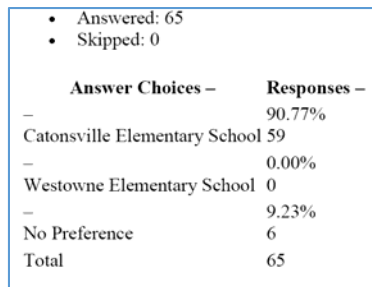 • Answered: 65
• Skipped: 0
Answer Choices – Responses –
– 90.77%
Catonsville Elementary School 59
– 0.00%
Westowne Elementary School 0
– 9.23%
No Preference 6
Total 65